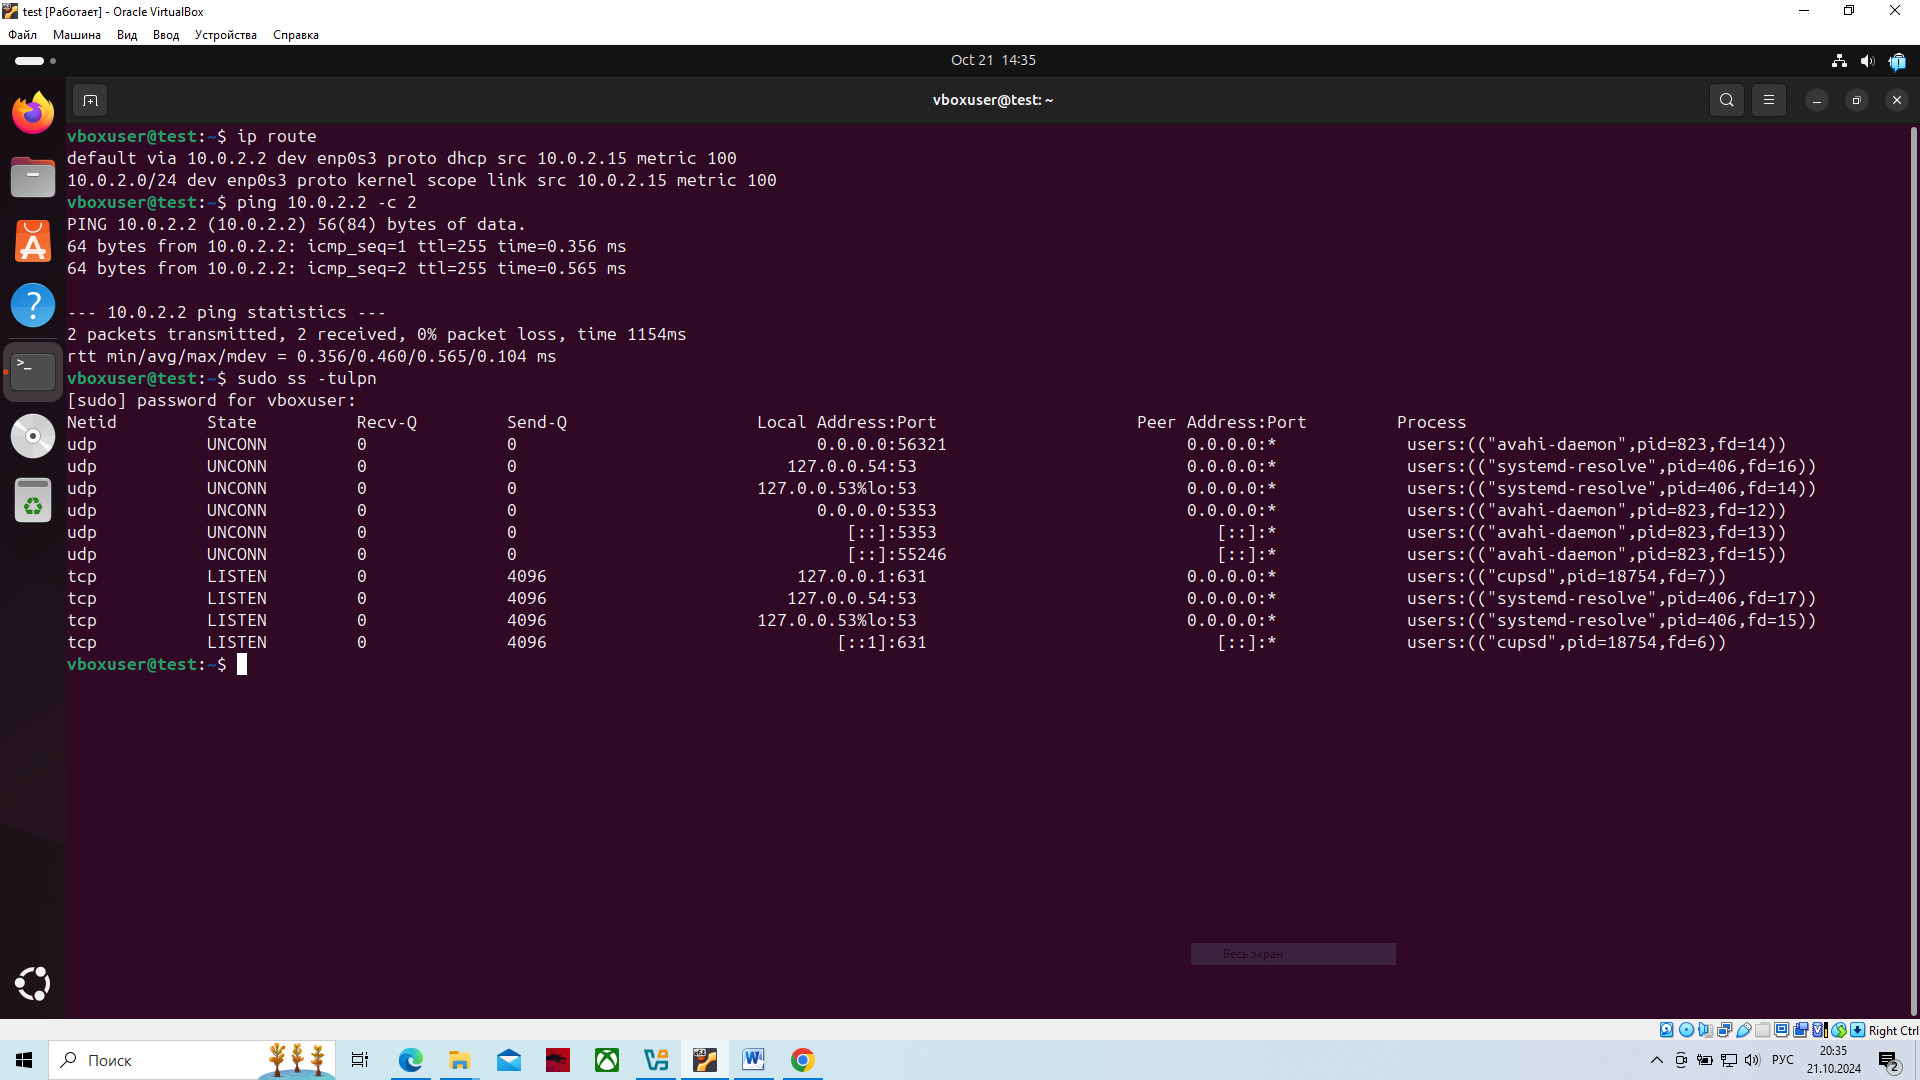 test [Работает] - Oracle VirtualBox
Файл Машина Вид Ввод Устройства Справка
Oct 21 14:35
vboxuser@test: ~
vboxuser@test:~$ ip route
default via 10.0.2.2 dev enp0s3 proto dhcp src 10.0.2.15 metric 100
10.0.2.0/24 dev enp0s3 proto kernel scope link src 10.0.2.15 metric 100
vboxuser@test:~$ ping 10.0.2.2 -c 2
PING 10.0.2.2 (10.0.2.2) 56(84) bytes of data.
64 bytes from 10.0.2.2: icmp_seq=1 ttl=255 time=0.356 ms
64 bytes from 10.0.2.2: icmp_seq=2 ttl=255 time=0.565 ms
--- 10.0.2.2 ping statistics ---
2 packets transmitted, 2 received, 0% packet loss, time 1154ms
rtt min/avg/max/mdev = 0.356/0.460/0.565/0.104 ms
vboxuser@test:~$ sudo ss -tulpn
[sudo] password for vboxuser:
Netid State Recv-Q Send-Q Local Address:Port Peer Address:Port Process
udp UNCONN 0 0 0.0.0.0:56321 0.0.0.0:* users:(("avahi-daemon",pid=823,fd=14))
udp UNCONN 0 0 127.0.0.54:53 0.0.0.0:* users:(("systemd-resolve",pid=406,fd=16))
udp UNCONN 0 0 127.0.0.53%lo:53 0.0.0.0:* users:(("systemd-resolve",pid=406,fd=14))
udp UNCONN 0 0 0.0.0.0:5353 0.0.0.0:* users:(("avahi-daemon",pid=823,fd=12))
udp UNCONN 0 0 [::]:5353 [::]:* users:(("avahi-daemon",pid=823,fd=13))
udp UNCONN 0 0 [::]:55246 [::]:* users:(("avahi-daemon",pid=823,fd=15))
tcp LISTEN 0 4096 127.0.0.1:631 0.0.0.0:* users:(("cupsd",pid=18754,fd=7))
tcp LISTEN 0 4096 127.0.0.54:53 0.0.0.0:* users:(("systemd-resolve",pid=406,fd=17))
tcp LISTEN 0 4096 127.0.0.53%lo:53 0.0.0.0:* users:(("systemd-resolve",pid=406,fd=15))
tcp LISTEN 0 4096 [::1]:631 [::]:* users:(("cupsd",pid=18754,fd=6))
vboxuser@test:~$
Весь экран
Right Ctrl
Поиск
РУС
20:35
21.10.2024
2